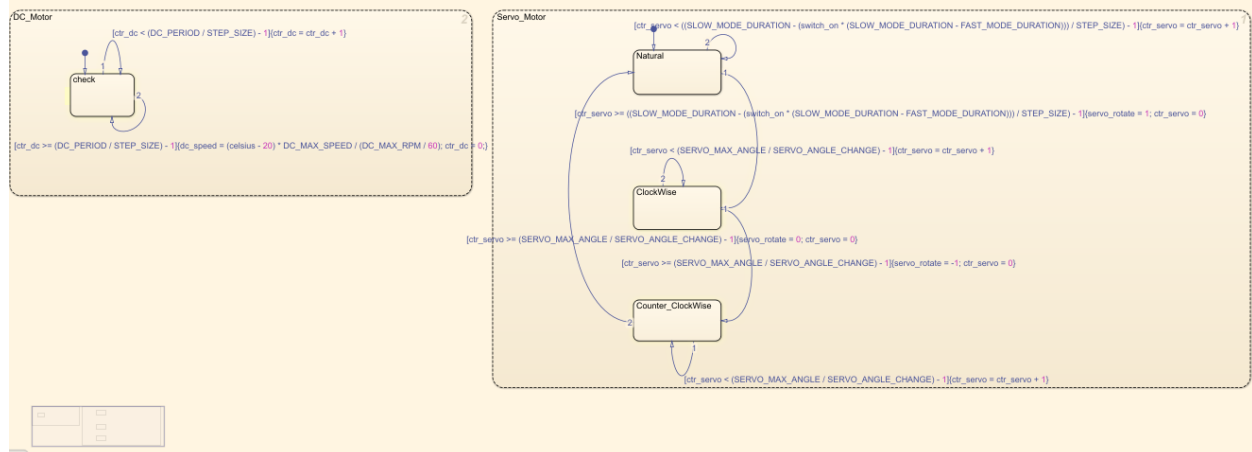 DC_Motor
2
[ctr_dc < (DC_PERIOD / STEP_SIZE) - 1]{ctr_dc = ctr_dc + 1}
1
check
2
[ctr_dc >= (DC_PERIOD / STEP_SIZE) - 1]{dc_speed = (celsius - 20) * DC_MAX_SPEED / (DC_MAX_RPM / 60); ctr_dc = 0;}
Servo_Motor
1
[ctr_servo < ((SLOW_MODE_DURATION - (switch_on * (SLOW_MODE_DURATION - FAST_MODE_DURATION))) / STEP_SIZE) - 1]{ctr_servo = ctr_servo + 1}
2
Natural
1
[ctr_servo >= ((SLOW_MODE_DURATION - (switch_on * (SLOW_MODE_DURATION - FAST_MODE_DURATION))) / STEP_SIZE) - 1]{servo_rotate = 1; ctr_servo = 0}
[ctr_servo < (SERVO_MAX_ANGLE / SERVO_ANGLE_CHANGE) - 1]{ctr_servo = ctr_servo + 1}
2
ClockWise
1
[ctr_servo >= (SERVO_MAX_ANGLE / SERVO_ANGLE_CHANGE) - 1]{servo_rotate = 0; ctr_servo = 0}
[ctr_servo >= (SERVO_MAX_ANGLE / SERVO_ANGLE_CHANGE) - 1]{servo_rotate = -1; ctr_servo = 0}
Counter_ClockWise
2
1
[ctr_servo < (SERVO_MAX_ANGLE / SERVO_ANGLE_CHANGE) - 1]{ctr_servo = ctr_servo + 1}